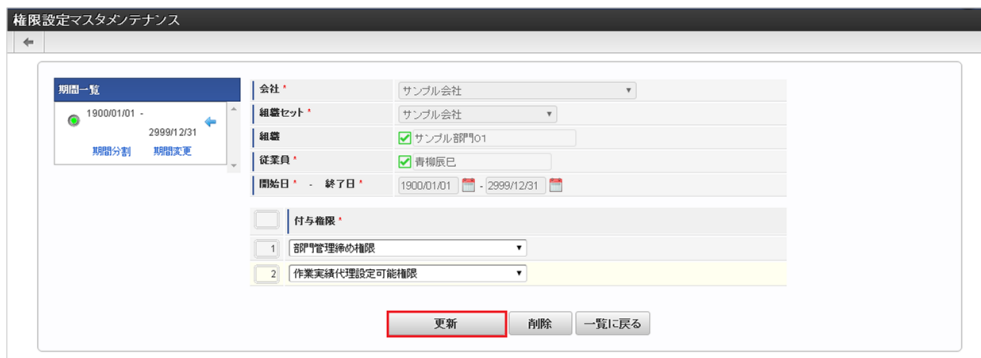 権限設定マスタメンテナンス
期間一覧
1900/01/01 -
2999/12/31
期間分割 期間変更
会社 * サンプル会社
組織セット * サンプル会社
組織 サンプル部門01
従業員 * 青柳辰巳
開始日 * - 終了日 * 1900/01/01 - 2999/12/31
付与権限 *
1 部門管理締め権限
2 作業実績代理設定可能権限
更新 削除 一覧に戻る